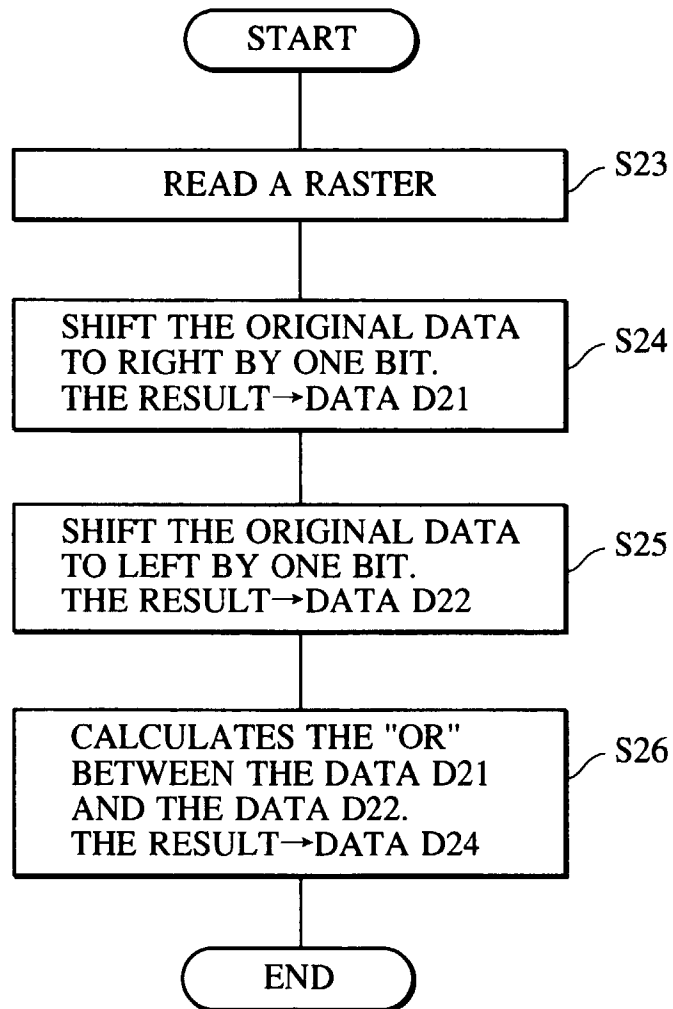 START
READ A RASTER
S23
SHIFT THE ORIGINAL DATA
TO RIGHT BY ONE BIT.
THE RESULT→DATA D21
S24
SHIFT THE ORIGINAL DATA
TO LEFT BY ONE BIT.
THE RESULT→DATA D22
S25
CALCULATES THE "OR"
BETWEEN THE DATA D21
AND THE DATA D22.
THE RESULT→DATA D24
S26
END